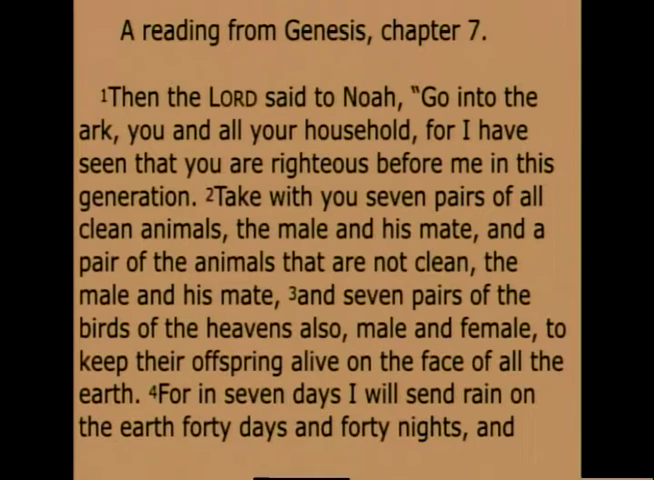 A reading from Genesis, chapter 7.
1Then the LORD said to Noah, “Go into the
ark, you and all your household, for I have
seen that you are righteous before me in this
generation. 2Take with you seven pairs of all
clean animals, the male and his mate, and a
pair of the animals that are not clean, the
male and his mate, 3and seven pairs of the
birds of the heavens also, male and female, to
keep their offspring alive on the face of all the
earth. 4For in seven days I will send rain on
the earth forty days and forty nights, and